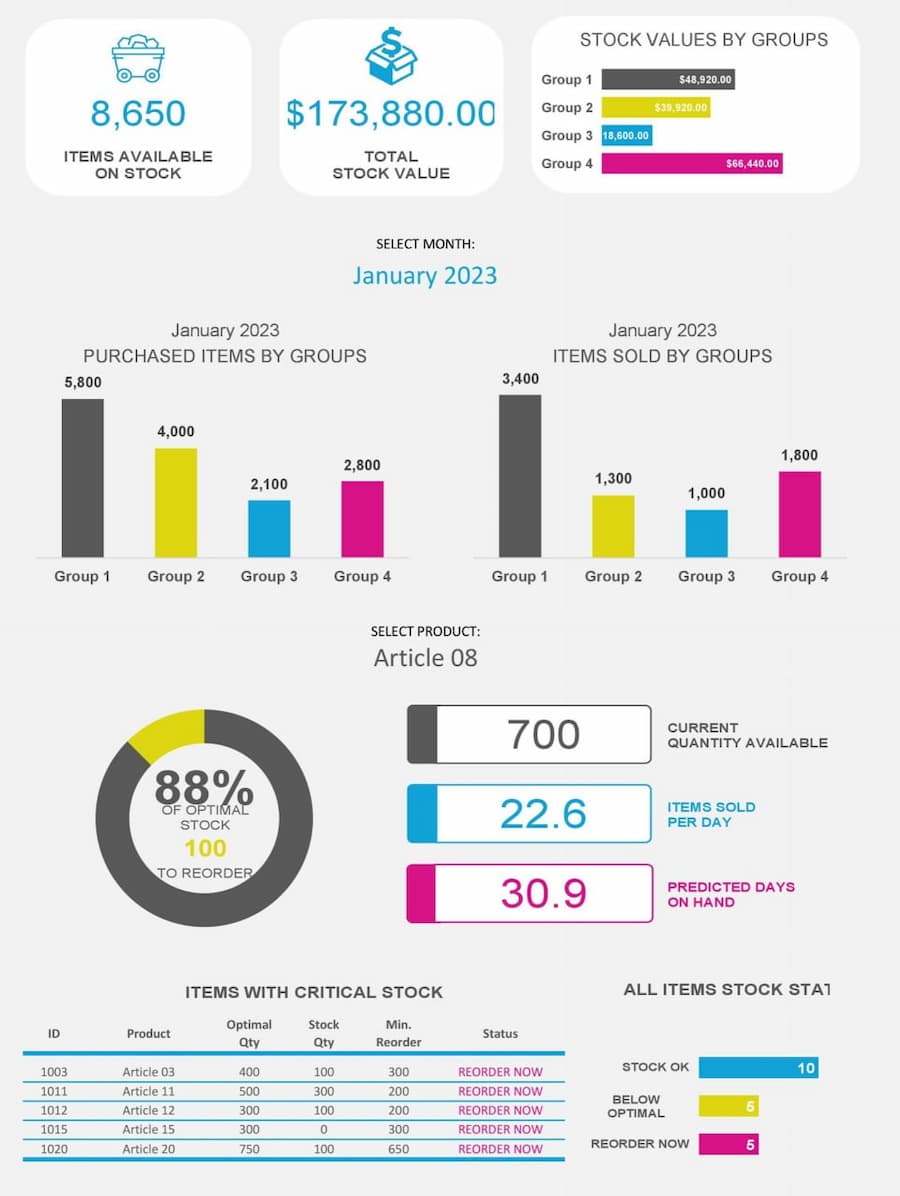 8,650
ITEMS AVAILABLE
ON STOCK
$
$173,880.00
TOTAL
STOCK VALUE
STOCK VALUES BY GROUPS
Group 1 $48,920.00
Group 2 $39,920.00
Group 3 18,600.00
Group 4 $66,440.00
SELECT MONTH:
January 2023
January 2023
PURCHASED ITEMS BY GROUPS
5,800
4,000
2,100
2,800
Group 1 Group 2 Group 3 Group 4
January 2023
ITEMS SOLD BY GROUPS
3,400
1,300
1,000
1,800
Group 1 Group 2 Group 3 Group 4
SELECT PRODUCT:
Article 08
88%
OF OPTIMAL
STOCK
100
TO REORDER
700
CURRENT
QUANTITY AVAILABLE
22.6
ITEMS SOLD
PER DAY
30.9
PREDICTED DAYS
ON HAND
ITEMS WITH CRITICAL STOCK
ID Product Optimal Qty Stock Qty Min. Reorder Status
1003 Article 03 400 100 300 REORDER NOW
1011 Article 11 500 300 200 REORDER NOW
1012 Article 12 300 100 200 REORDER NOW
1015 Article 15 300 0 300 REORDER NOW
1020 Article 20 750 100 650 REORDER NOW
ALL ITEMS STOCK STAT
STOCK OK 10
BELOW
OPTIMAL 5
REORDER NOW 5